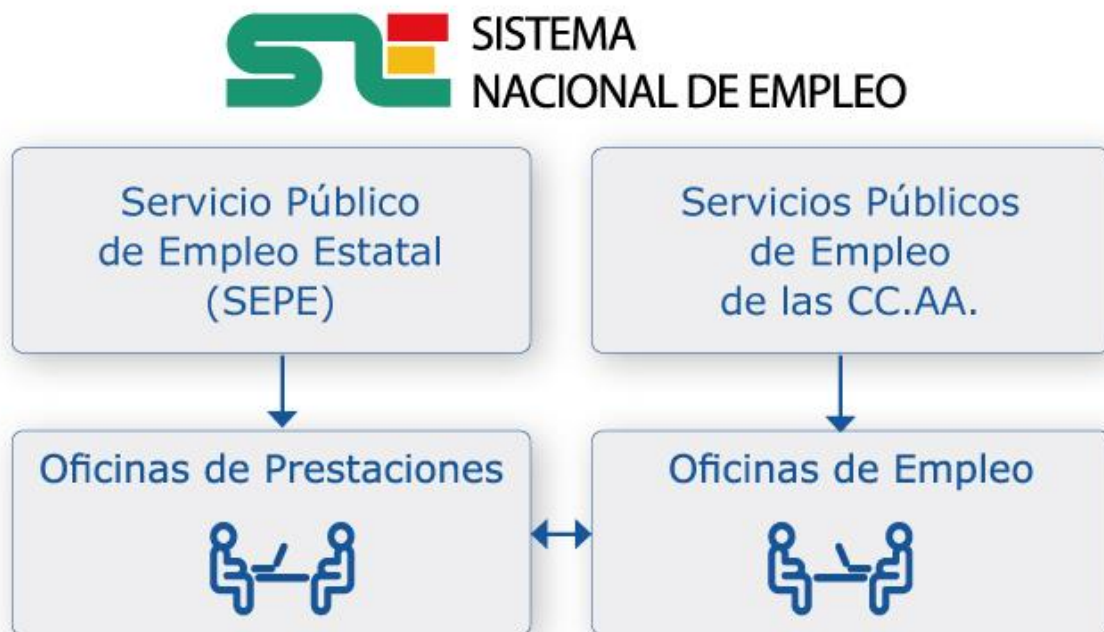 SNE
SISTEMA
NACIONAL DE EMPLEO
Servicio Público
de Empleo Estatal
(SEPE)
Servicios Públicos
de Empleo
de las CC.AA.
Oficinas de Prestaciones
Oficinas de Empleo